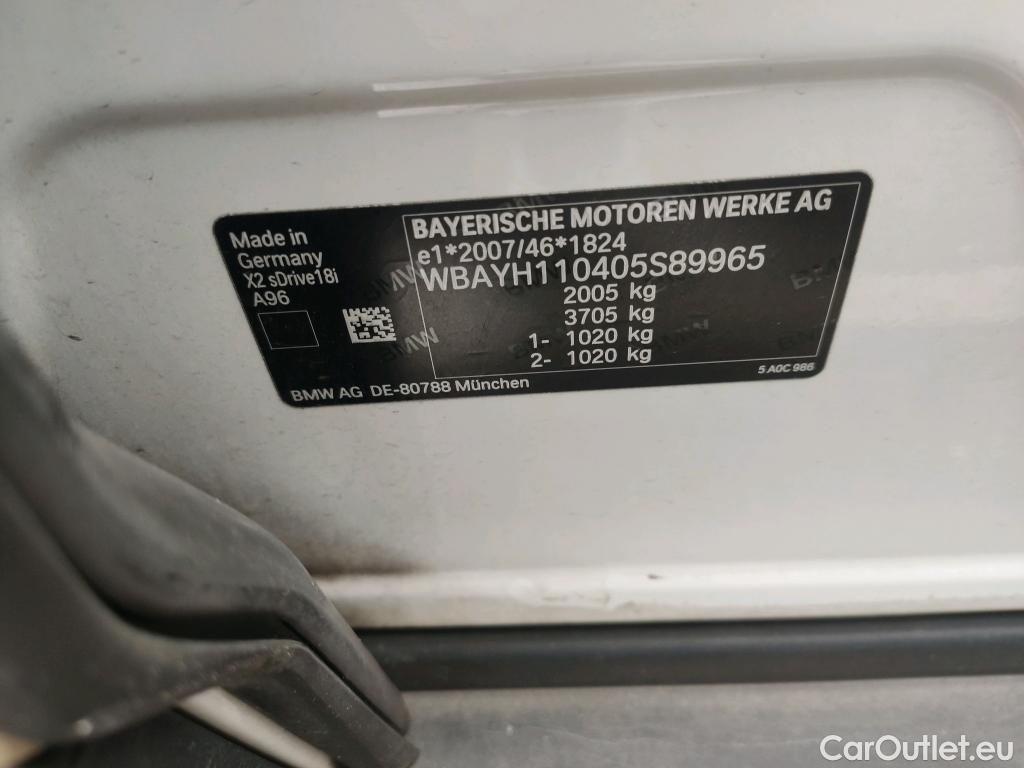 BAYERISCHE MOTOREN WERKE AG
e1*2007/46*1824
WBAYH110405S89965
2005 kg
3705 kg
1- 1020 kg
2- 1020 kg
Made in
Germany
X2 sDrive18i
A96
5 A0C 986
BMW AG DE-80788 München
CarOutlet.eu